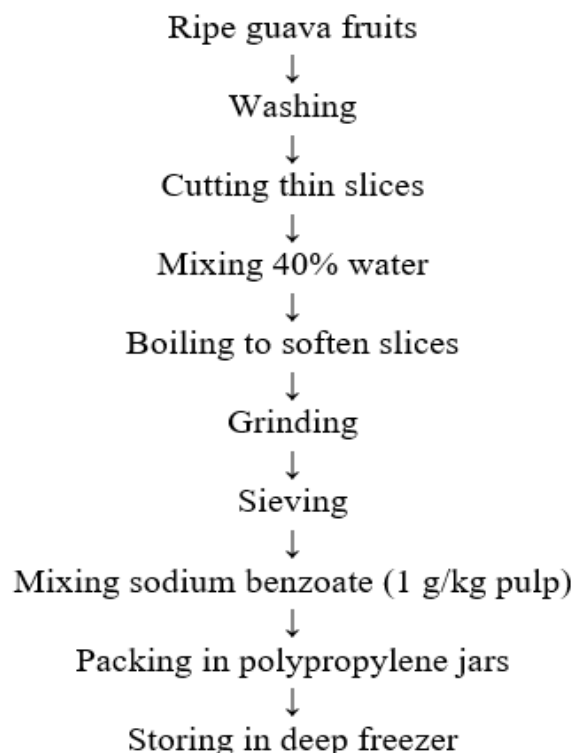 Ripe guava fruits
↓
Washing
↓
Cutting thin slices
↓
Mixing 40% water
↓
Boiling to soften slices
↓
Grinding
↓
Sieving
↓
Mixing sodium benzoate (1 g/kg pulp)
↓
Packing in polypropylene jars
↓
Storing in deep freezer